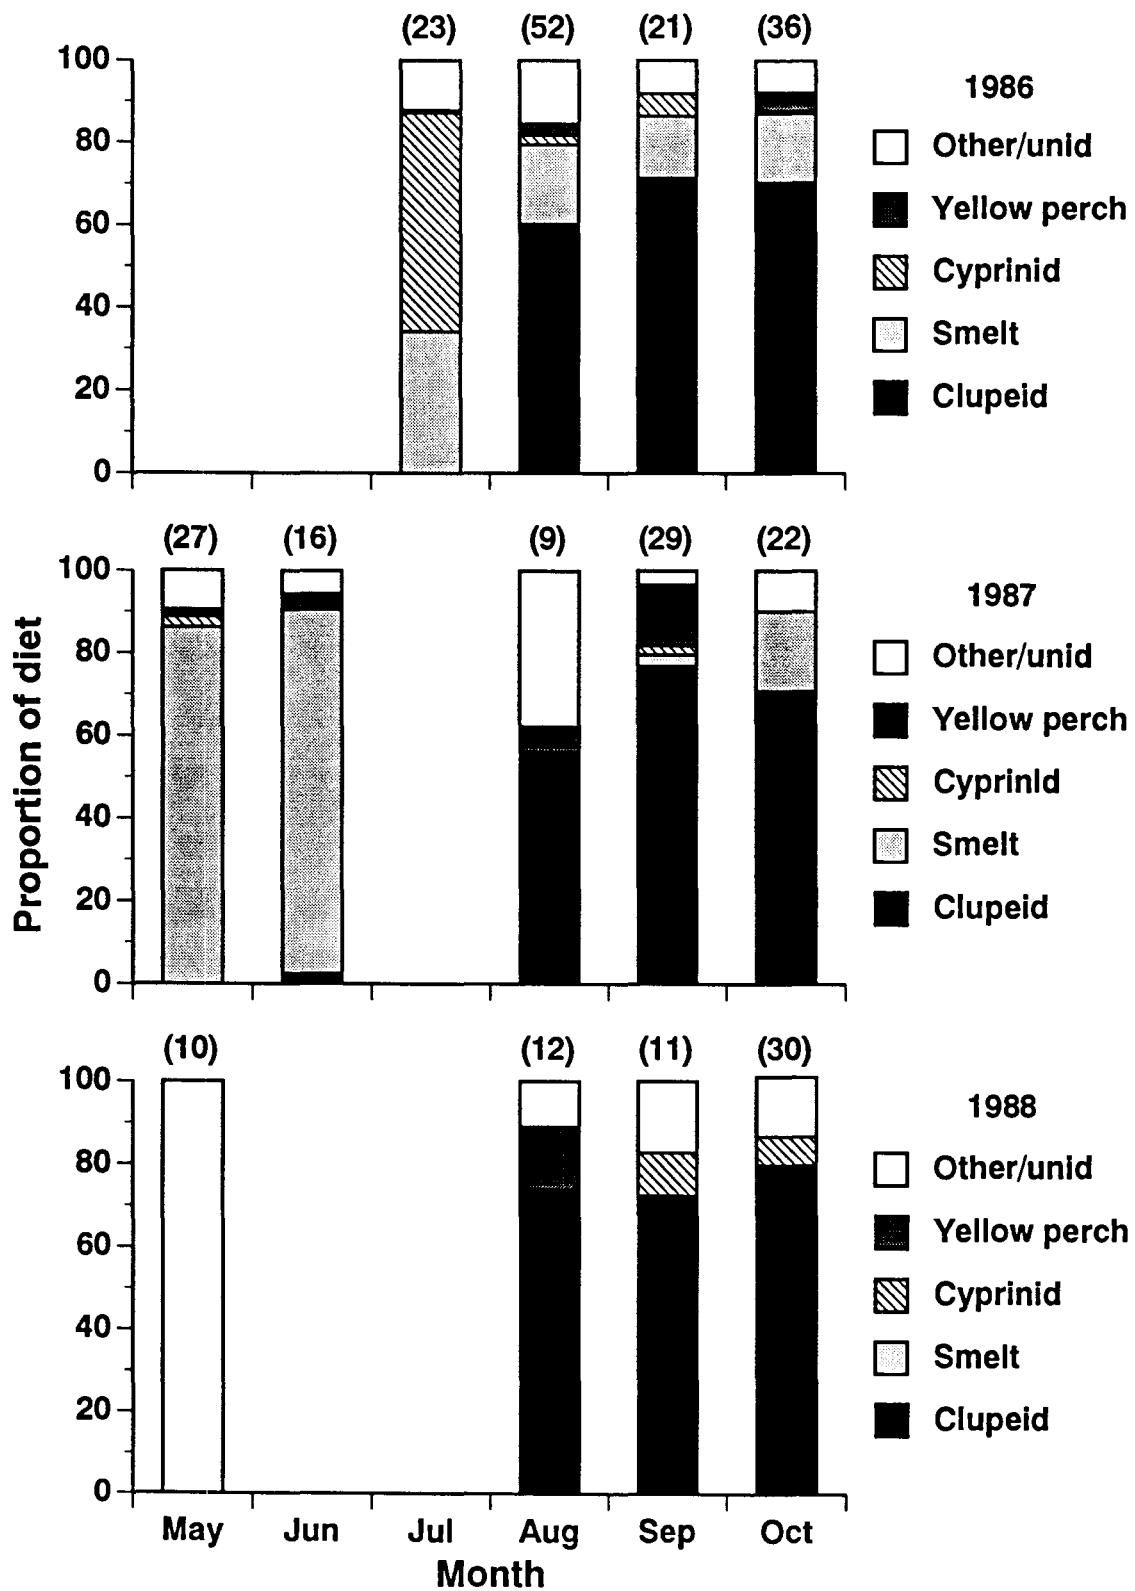 (23) (52) (21) (36)
100
80
60
40
20
0
1986
Other/unid
Yellow perch
Cyprinid
Smelt
Clupeid
(27) (16) (9) (29) (22)
100
80
60
40
20
0
1987
Other/unid
Yellow perch
Cyprinid
Smelt
Clupeid
Proportion of diet
(10) (12) (11) (30)
100
80
60
40
20
0
1988
Other/unid
Yellow perch
Cyprinid
Smelt
Clupeid
May Jun Jul Aug Sep Oct
Month